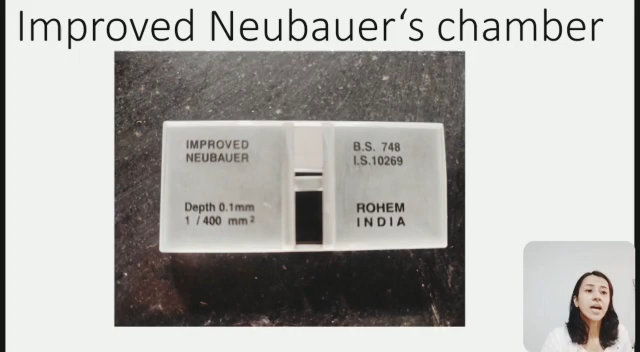 Improved Neubauer‘s chamber
IMPROVED
NEUBAUER
Depth 0.1mm
1 / 400 mm²
B.S. 748
I.S.10269
ROHEM
INDIA